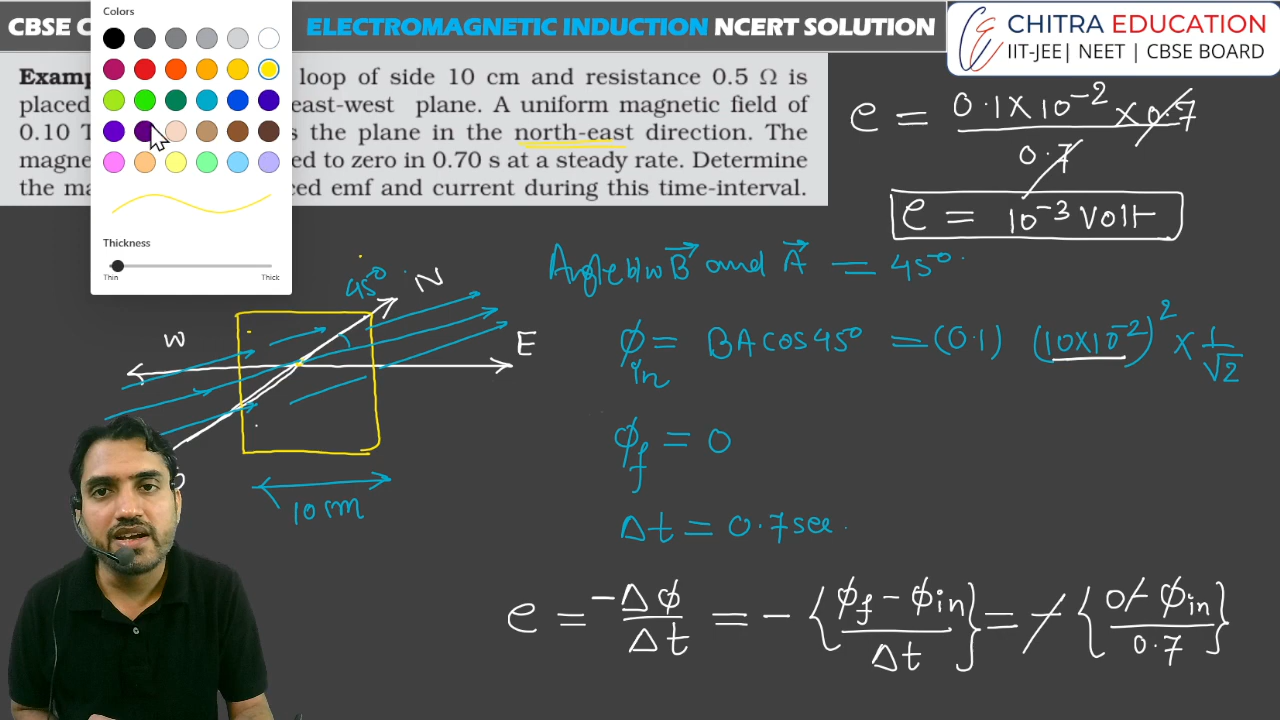 CBSE C
ELECTROMAGNETIC INDUCTION NCERT SOLUTION
CHITRA EDUCATION
IIT-JEE| NEET | CBSE BOARD
Colors
Examp loop of side 10 cm and resistance 0.5 Ω is
placed east-west plane. A uniform magnetic field of
0.10 T s the plane in the north-east direction. The
magne ed to zero in 0.70 s at a steady rate. Determine
the ma ced emf and current during this time-interval.
Thickness
Thin Thick
e = 0.1×10⁻² × 0.7 / 0.7
e = 10⁻³ Volt
Angle b/w B⃗ and A⃗ = 45°
ϕin = BA cos45° = (0.1) (10×10⁻²)² × 1/√2
ϕf = 0
Δt = 0.7 sec.
e = -Δϕ/Δt = - {ϕf - ϕin / Δt} = - {0 - ϕin / 0.7}
45°
N
W
E
10 cm